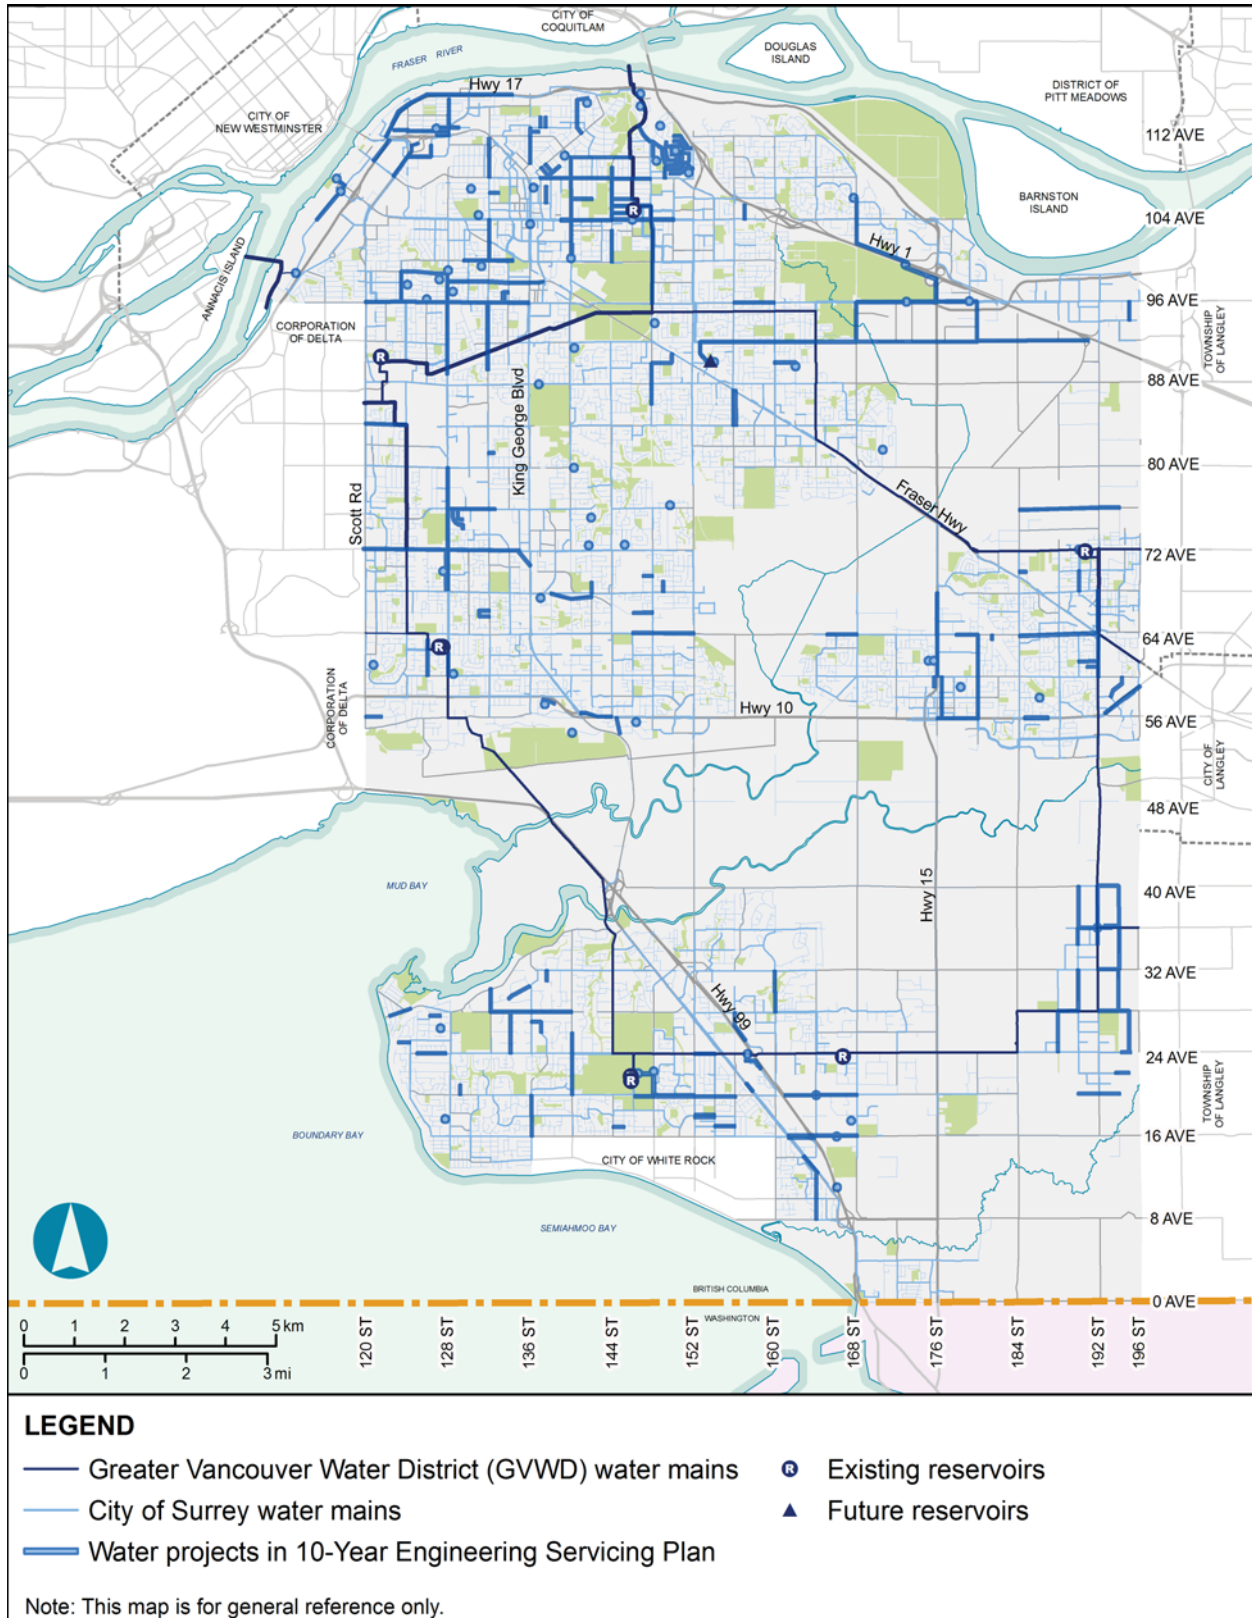 CITY OF
COQUITLAM
DOUGLAS
ISLAND
FRASER RIVER
Hwy 17
DISTRICT OF
PITT MEADOWS
CITY OF
NEW WESTMINSTER
112 AVE
BARNSTON
ISLAND
104 AVE
Hwy 1
ANNACIS ISLAND
96 AVE
CORPORATION
OF DELTA
TOWNSHIP
OF LANGLEY
88 AVE
King George Blvd
80 AVE
Scott Rd
Fraser Hwy
72 AVE
R
R
R
R
R
R
64 AVE
CORPORATION
OF DELTA
Hwy 10
56 AVE
CITY OF
LANGLEY
48 AVE
MUD BAY
40 AVE
Hwy 15
32 AVE
Hwy 99
24 AVE
TOWNSHIP
OF LANGLEY
BOUNDARY BAY
16 AVE
CITY OF WHITE ROCK
8 AVE
SEMIAHMOO BAY
BRITISH COLUMBIA
0 AVE
WASHINGTON
0 1 2 3 4 5 km
0 1 2 3 mi
120 ST
128 ST
136 ST
144 ST
152 ST
160 ST
168 ST
176 ST
184 ST
192 ST
196 ST
LEGEND
Greater Vancouver Water District (GVWD) water mains
R Existing reservoirs
City of Surrey water mains
Future reservoirs
Water projects in 10-Year Engineering Servicing Plan
Note: This map is for general reference only.